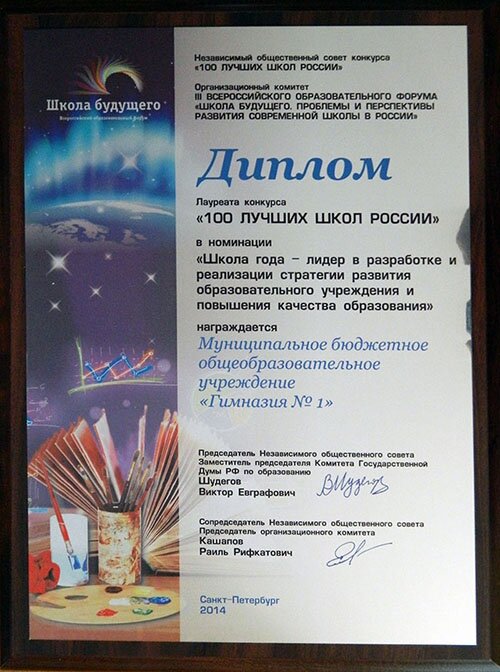 Школа будущего
Всероссийский образовательный форум
Независимый общественный совет конкурса
«100 ЛУЧШИХ ШКОЛ РОССИИ»
Организационный комитет
III ВСЕРОССИЙСКОГО ОБРАЗОВАТЕЛЬНОГО ФОРУМА
«ШКОЛА БУДУЩЕГО. ПРОБЛЕМЫ И ПЕРСПЕКТИВЫ
РАЗВИТИЯ СОВРЕМЕННОЙ ШКОЛЫ В РОССИИ»
Диплом
Лауреата конкурса
«100 ЛУЧШИХ ШКОЛ РОССИИ»
в номинации
«Школа года – лидер в разработке и
реализации стратегии развития
образовательного учреждения и
повышения качества образования»
награждается
Муниципальное бюджетное
общеобразовательное
учреждение
«Гимназия № 1»
Председатель Независимого общественного совета
Заместитель председателя Комитета Государственной
Думы РФ по образованию
Шудегов
Виктор Евграфович
Сопредседатель Независимого общественного совета
Председатель организационного комитета
Кашапов
Раиль Рифкатович
Санкт-Петербург
2014